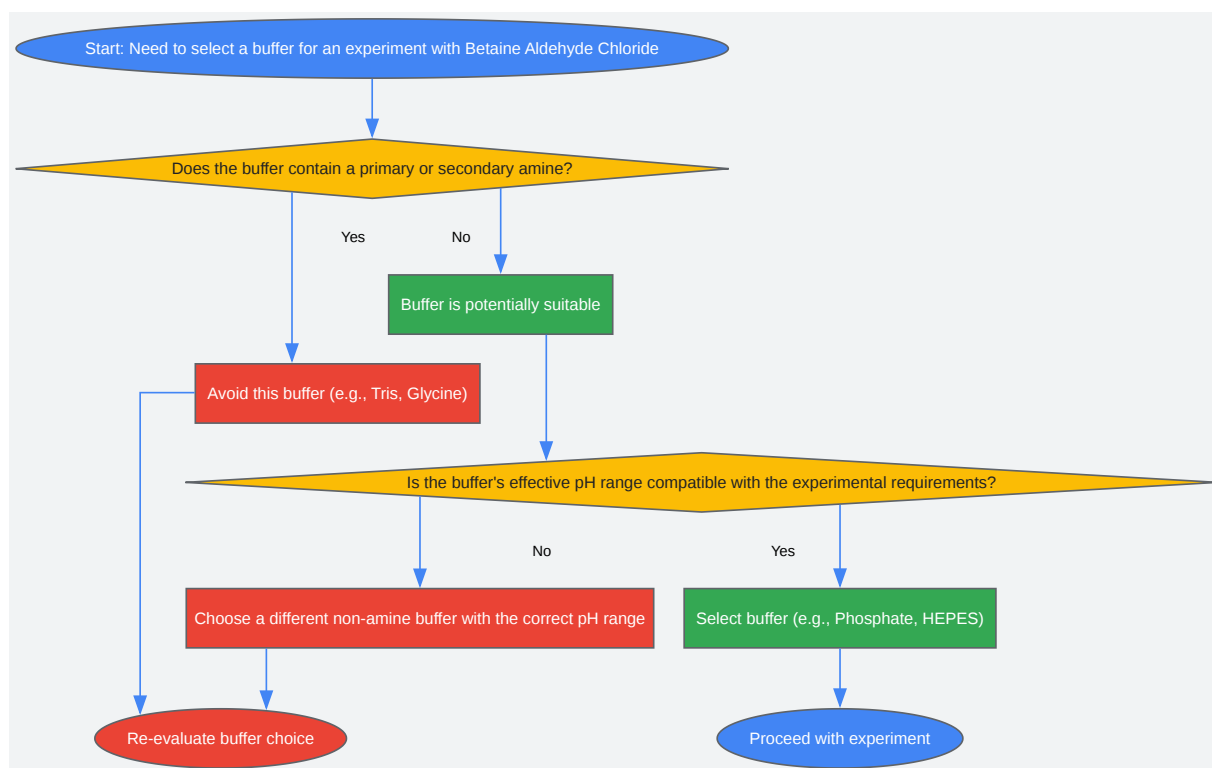 Start: Need to select a buffer for an experiment with Betaine Aldehyde Chloride
Does the buffer contain a primary or secondary amine?
Yes
No
Buffer is potentially suitable
Avoid this buffer (e.g., Tris, Glycine)
Is the buffer's effective pH range compatible with the experimental requirements?
No
Yes
Choose a different non-amine buffer with the correct pH range
Select buffer (e.g., Phosphate, HEPES)
Re-evaluate buffer choice
Proceed with experiment